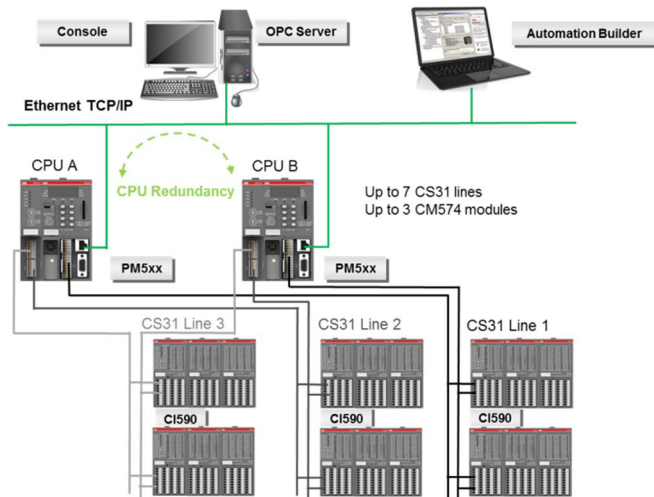 Console
OPC Server
Automation Builder
Ethernet TCP/IP
CPU A
CPU B
CPU Redundancy
Up to 7 CS31 lines
Up to 3 CM574 modules
PM5xx
PM5xx
CS31 Line 3
CS31 Line 2
CS31 Line 1
CI590
CI590
CI590